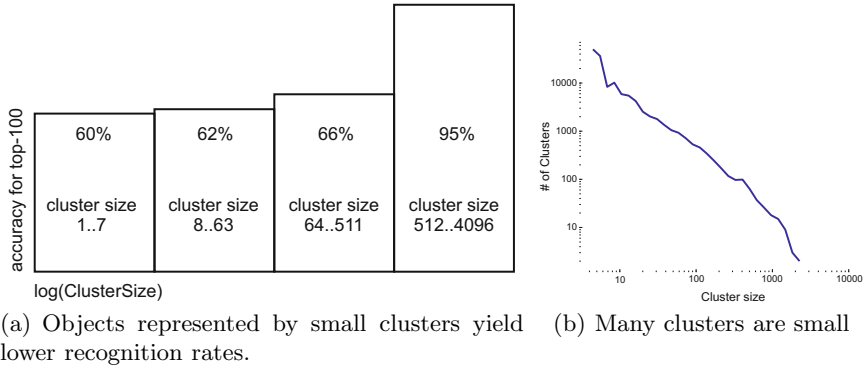 accuracy for top-100
60%
62%
66%
95%
cluster size
1..7
cluster size
8..63
cluster size
64..511
cluster size
512..4096
log(ClusterSize)
(a) Objects represented by small clusters yield
lower recognition rates.
# of Clusters
10000
1000
100
10
10
100
1000
10000
Cluster size
(b) Many clusters are small